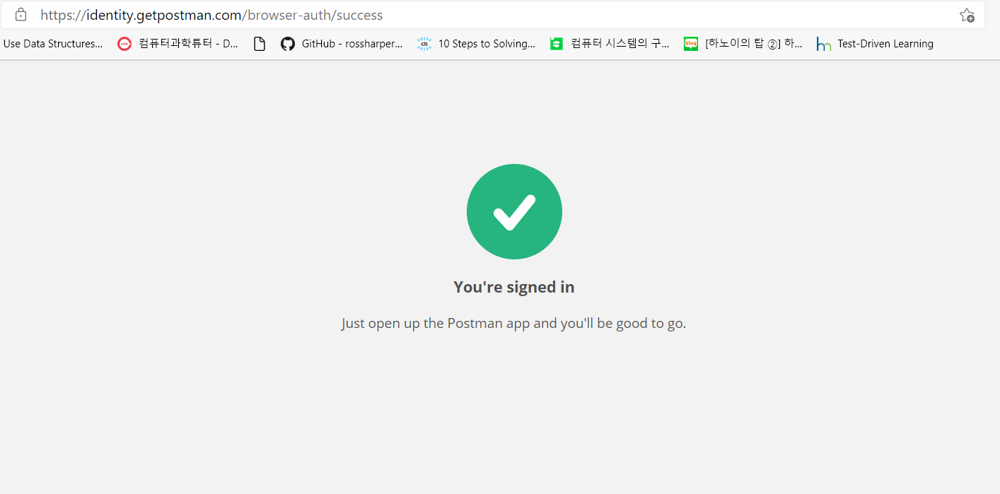 https://identity.getpostman.com/browser-auth/success
Use Data Structures... 컴퓨터과학튜터 - D... GitHub - rossharper... 10 Steps to Solving... 컴퓨터 시스템의 구... [하노이의 탑 ②] 하... Test-Driven Learning
You're signed in
Just open up the Postman app and you'll be good to go.